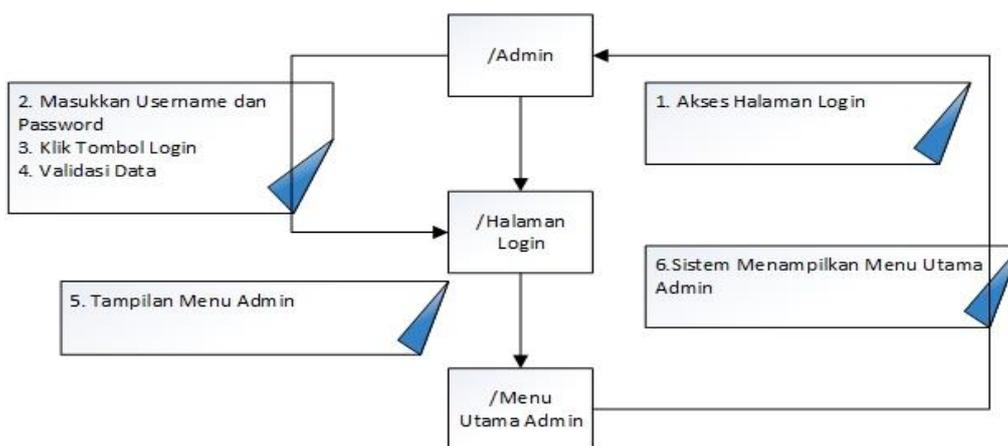 /Admin
2. Masukkan Username dan
Password
3. Klik Tombol Login
4. Validasi Data
1. Akses Halaman Login
/Halaman
Login
5. Tampilan Menu Admin
6.Sistem Menampilkan Menu Utama
Admin
/Menu
Utama Admin